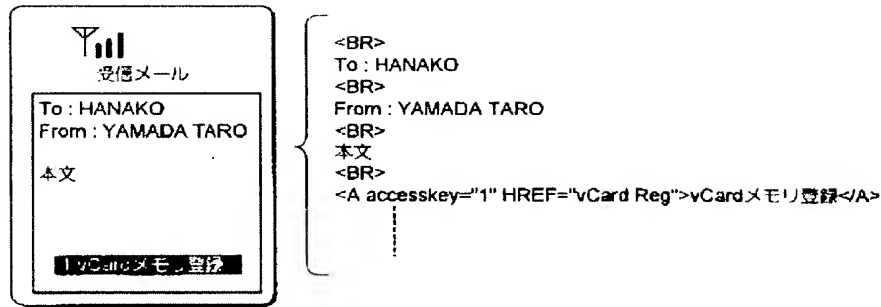 受信メール
To : HANAKO
From : YAMADA TARO
本文
1 vCardメモリ登録
<BR>
To : HANAKO
<BR>
From : YAMADA TARO
<BR>
本文
<BR>
<A accesskey="1" HREF="vCard Reg">vCardメモリ登録</A>